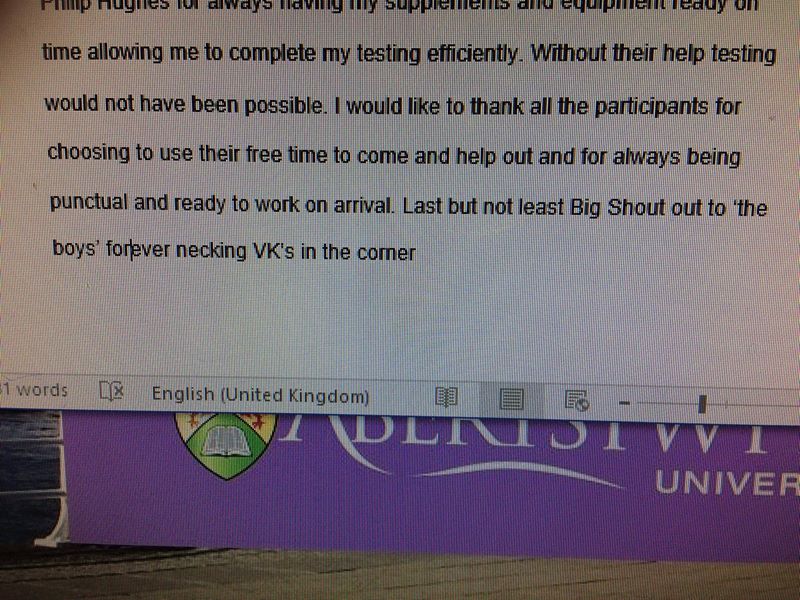 Philip Hughes for always having my supplements and equipment ready on
time allowing me to complete my testing efficiently. Without their help testing
would not have been possible. I would like to thank all the participants for
choosing to use their free time to come and help out and for always being
punctual and ready to work on arrival. Last but not least Big Shout out to 'the
boys' forever necking VK's in the corner
1 words
English (United Kingdom)
ABERYSTWYT
UNIVER